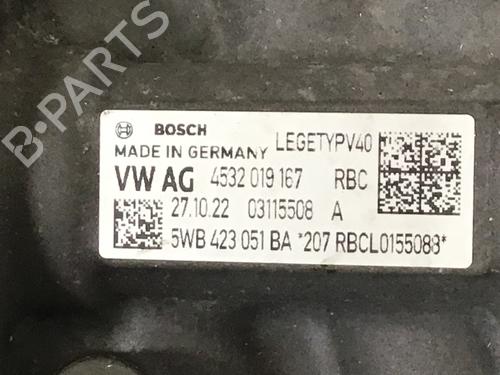 B-PARTS
BOSCH
MADE IN GERMANY LEGETYPV40
VW AG 4532 019 167 RBC
27.10.22 03115508 A
5WB 423 051 BA *207 RBCL0155088*